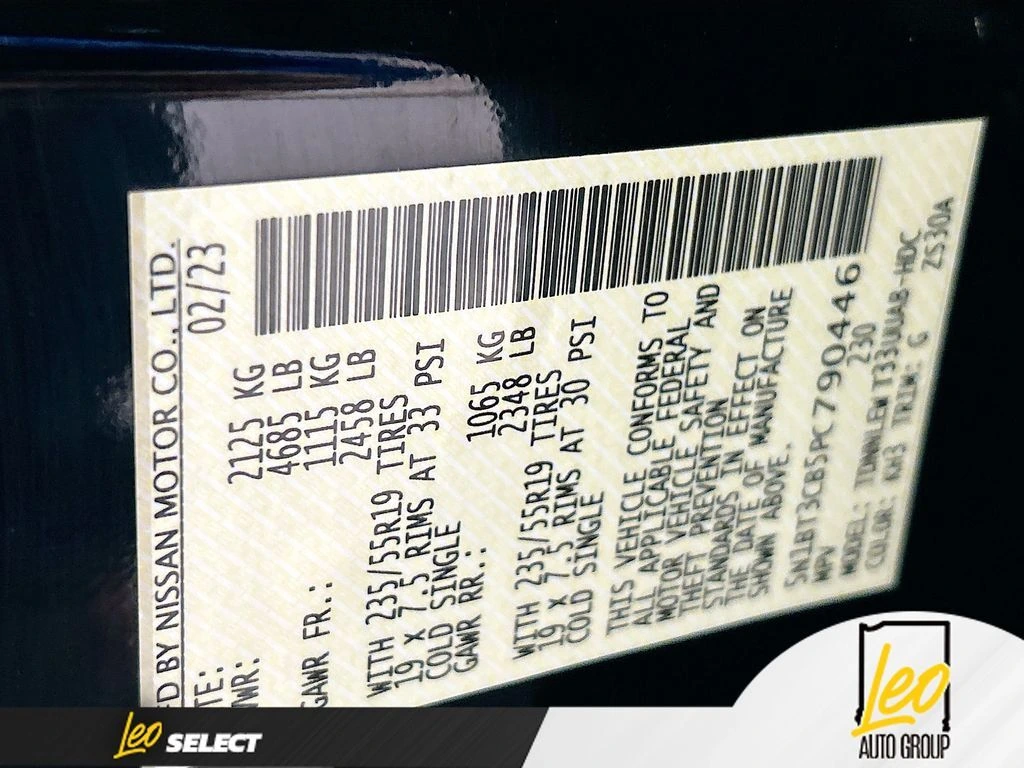 FD BY NISSAN MOTOR CO., LTD.
TE: 02/23
VWR: 2125 KG
4685 LB
GAWR FR.: 1115 KG
2458 LB
WITH 235/55R19 TIRES
19 X 7.5 RIMS AT 33 PSI
COLD SINGLE
GAWR RR.: 1065 KG
2348 LB
WITH 235/55R19 TIRES
19 X 7.5 RIMS AT 30 PSI
COLD SINGLE
THIS VEHICLE CONFORMS TO
ALL APPLICABLE FEDERAL
MOTOR VEHICLE SAFETY AND
THEFT PREVENTION
STANDARDS IN EFFECT ON
THE DATE OF MANUFACTURE
SHOWN ABOVE.
5N1BT3CB5PC790446
MPV 230
MODEL: TDNNLEWT33UUAB-HDC
COLOR: KH3 TRIM: G ZS30A
Leo SELECT
Leo
AUTO GROUP